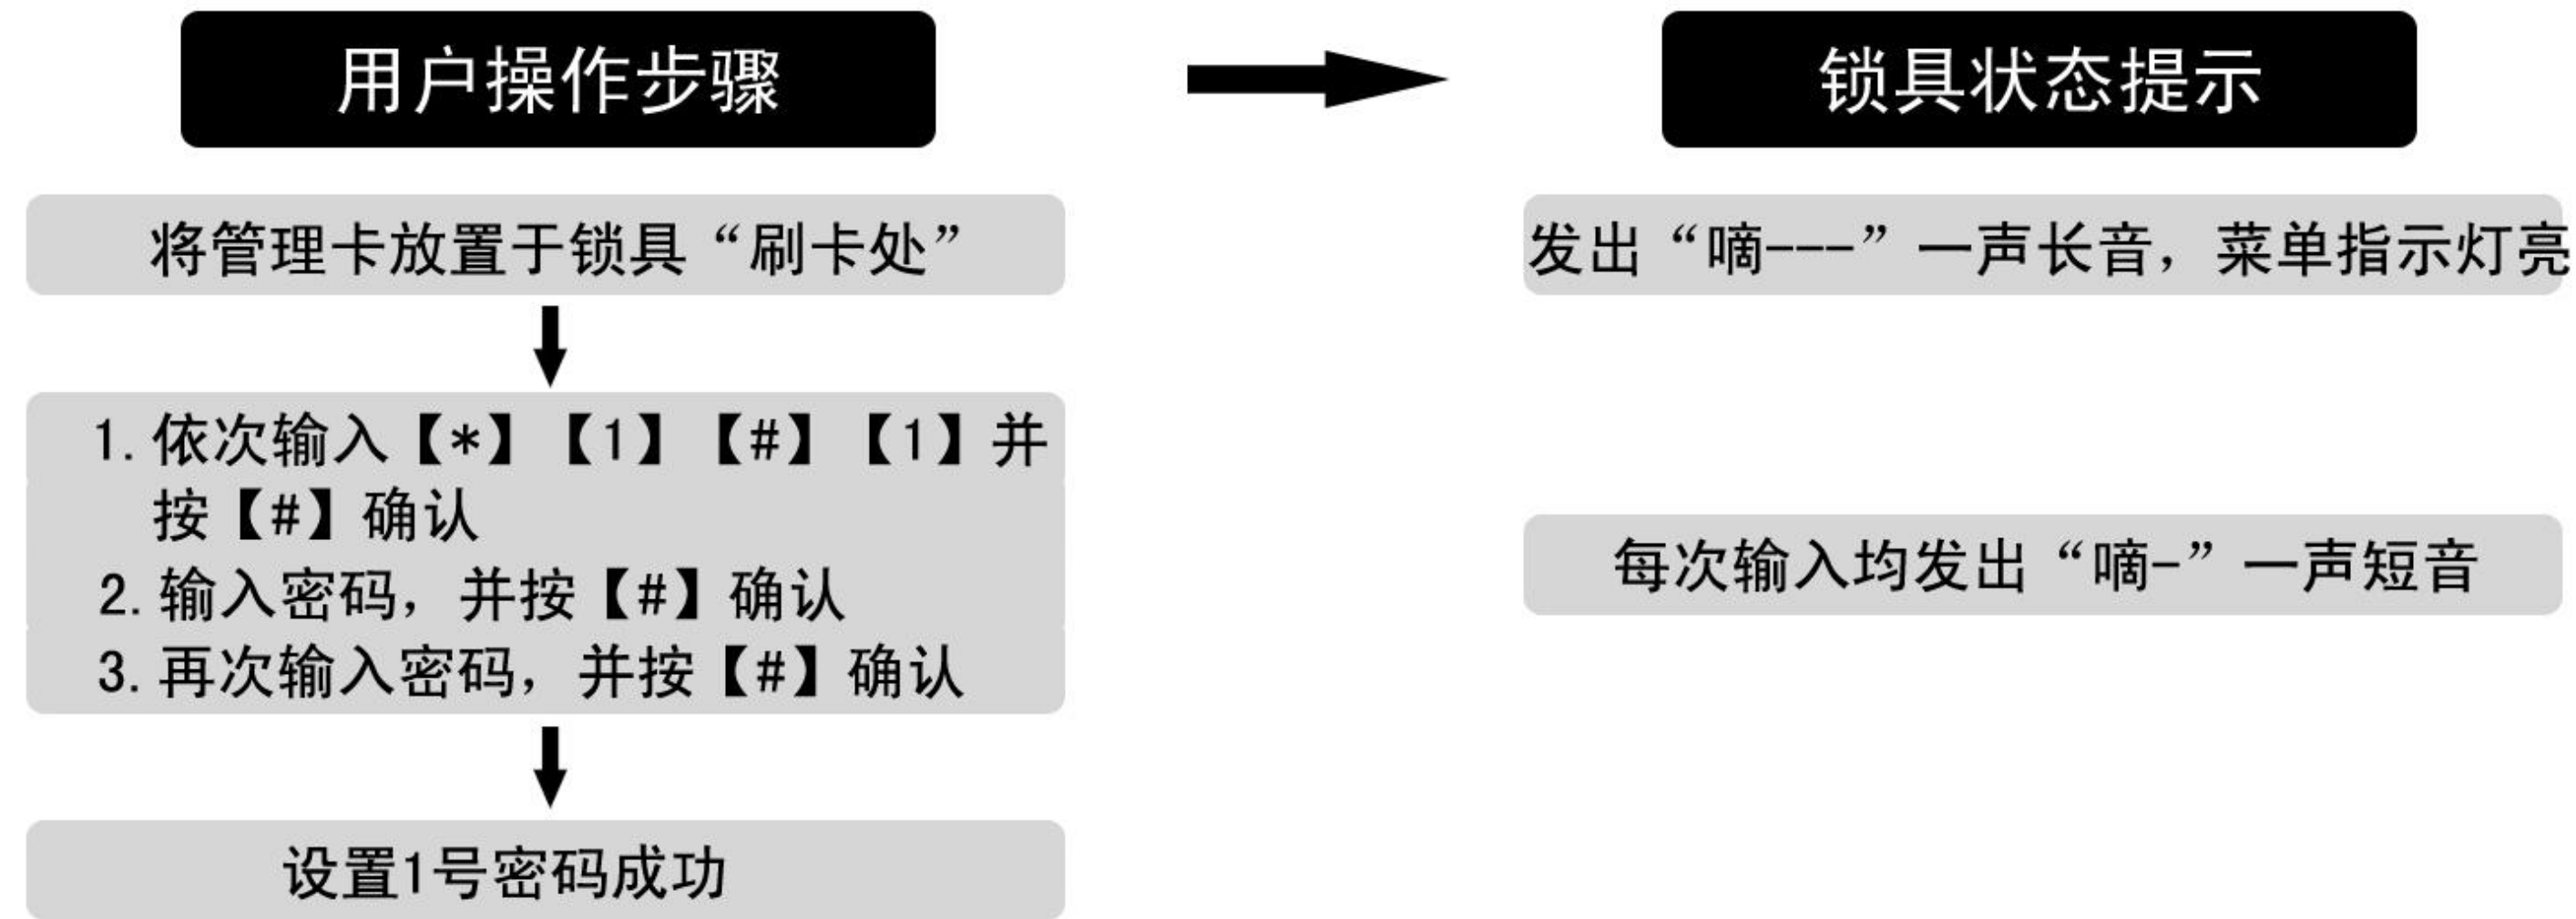 用户操作步骤
锁具状态提示
将管理卡放置于锁具“刷卡处”
发出“嘀---”一声长音，菜单指示灯亮
1. 依次输入【*】【1】【#】【1】并
按【#】确认
2. 输入密码，并按【#】确认
3. 再次输入密码，并按【#】确认
每次输入均发出“嘀-”一声短音
设置1号密码成功